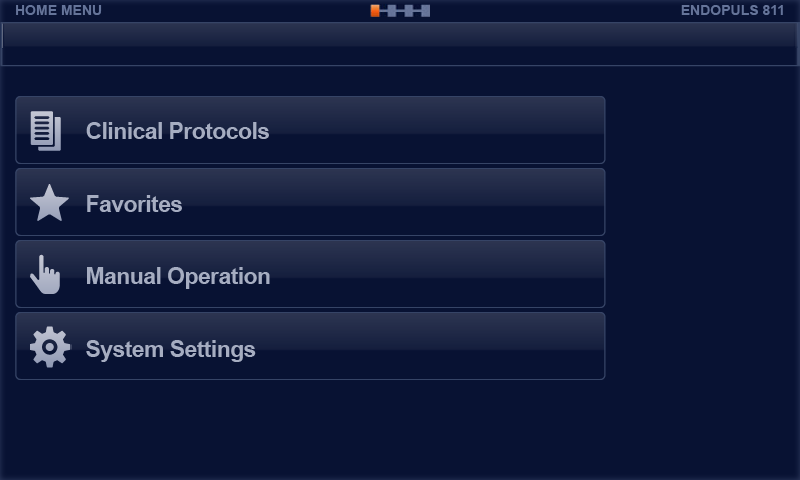 HOME MENU
ENDOPULS 811
Clinical Protocols
Favorites
Manual Operation
System Settings